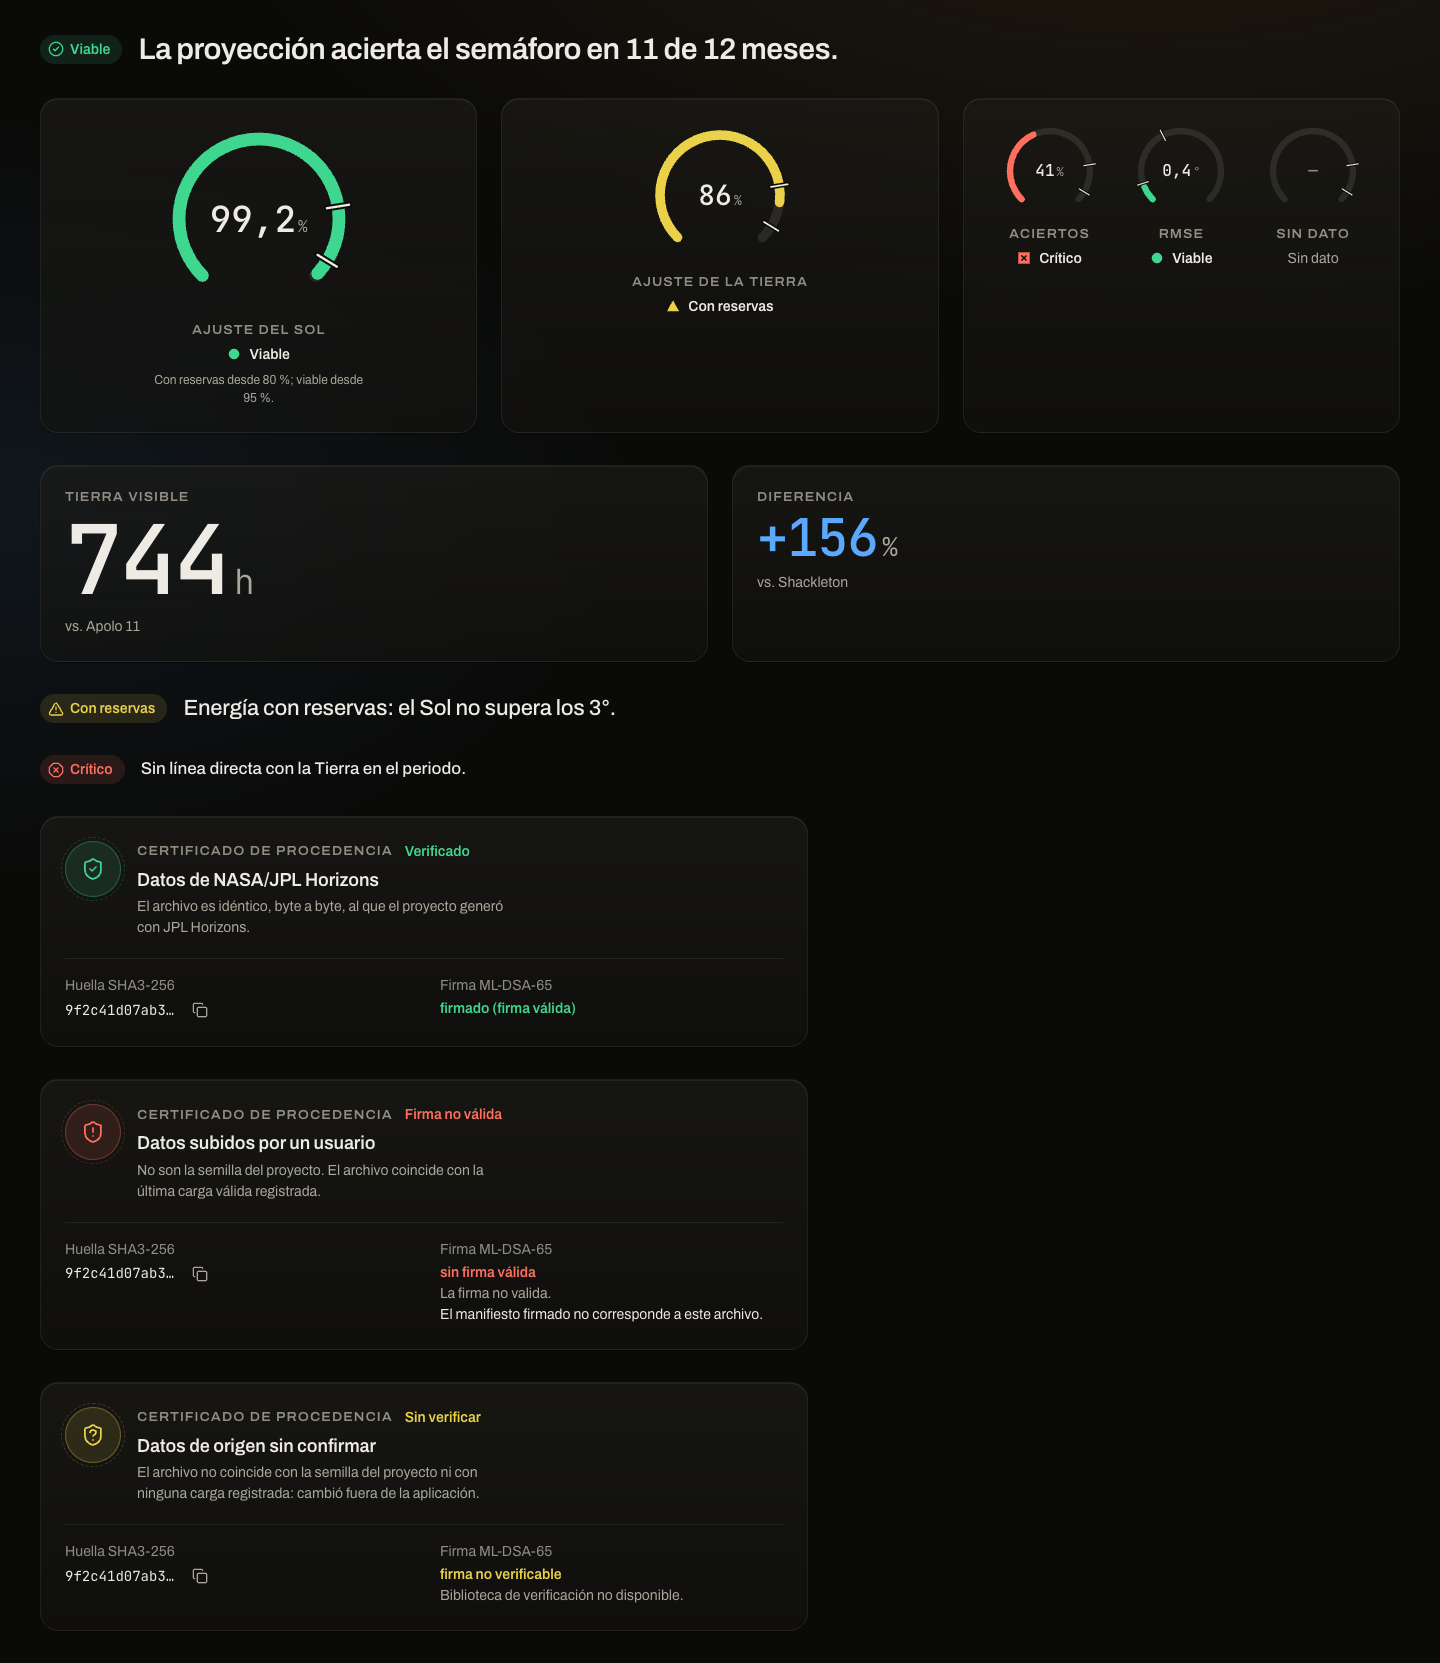 Viable
La proyección acierta el semáforo en 11 de 12 meses.
99,2%
AJUSTE DEL SOL
Viable
Con reservas desde 80 %; viable desde
95 %.
86%
AJUSTE DE LA TIERRA
Con reservas
41%
ACIERTOS
Crítico
0,4°
RMSE
Viable
—
SIN DATO
Sin dato
TIERRA VISIBLE
744 h
vs. Apolo 11
DIFERENCIA
+156 %
vs. Shackleton
Con reservas
Energía con reservas: el Sol no supera los 3°.
Crítico
Sin línea directa con la Tierra en el periodo.
CERTIFICADO DE PROCEDENCIA Verificado
Datos de NASA/JPL Horizons
El archivo es idéntico, byte a byte, al que el proyecto generó
con JPL Horizons.
Huella SHA3-256
9f2c41d07ab3…
Firma ML-DSA-65
firmado (firma válida)
CERTIFICADO DE PROCEDENCIA Firma no válida
Datos subidos por un usuario
No son la semilla del proyecto. El archivo coincide con la
última carga válida registrada.
Huella SHA3-256
9f2c41d07ab3…
Firma ML-DSA-65
sin firma válida
La firma no valida.
El manifiesto firmado no corresponde a este archivo.
CERTIFICADO DE PROCEDENCIA Sin verificar
Datos de origen sin confirmar
El archivo no coincide con la semilla del proyecto ni con
ninguna carga registrada: cambió fuera de la aplicación.
Huella SHA3-256
9f2c41d07ab3…
Firma ML-DSA-65
firma no verificable
Biblioteca de verificación no disponible.